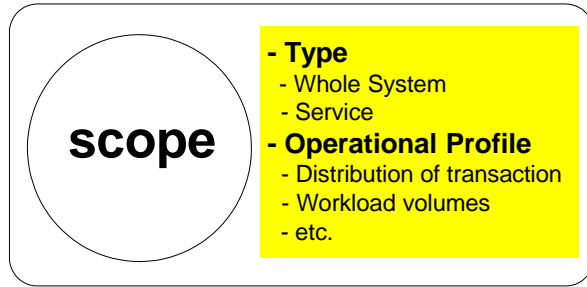 scope
- Type
- Whole System
- Service
- Operational Profile
- Distribution of transaction
- Workload volumes
- etc.